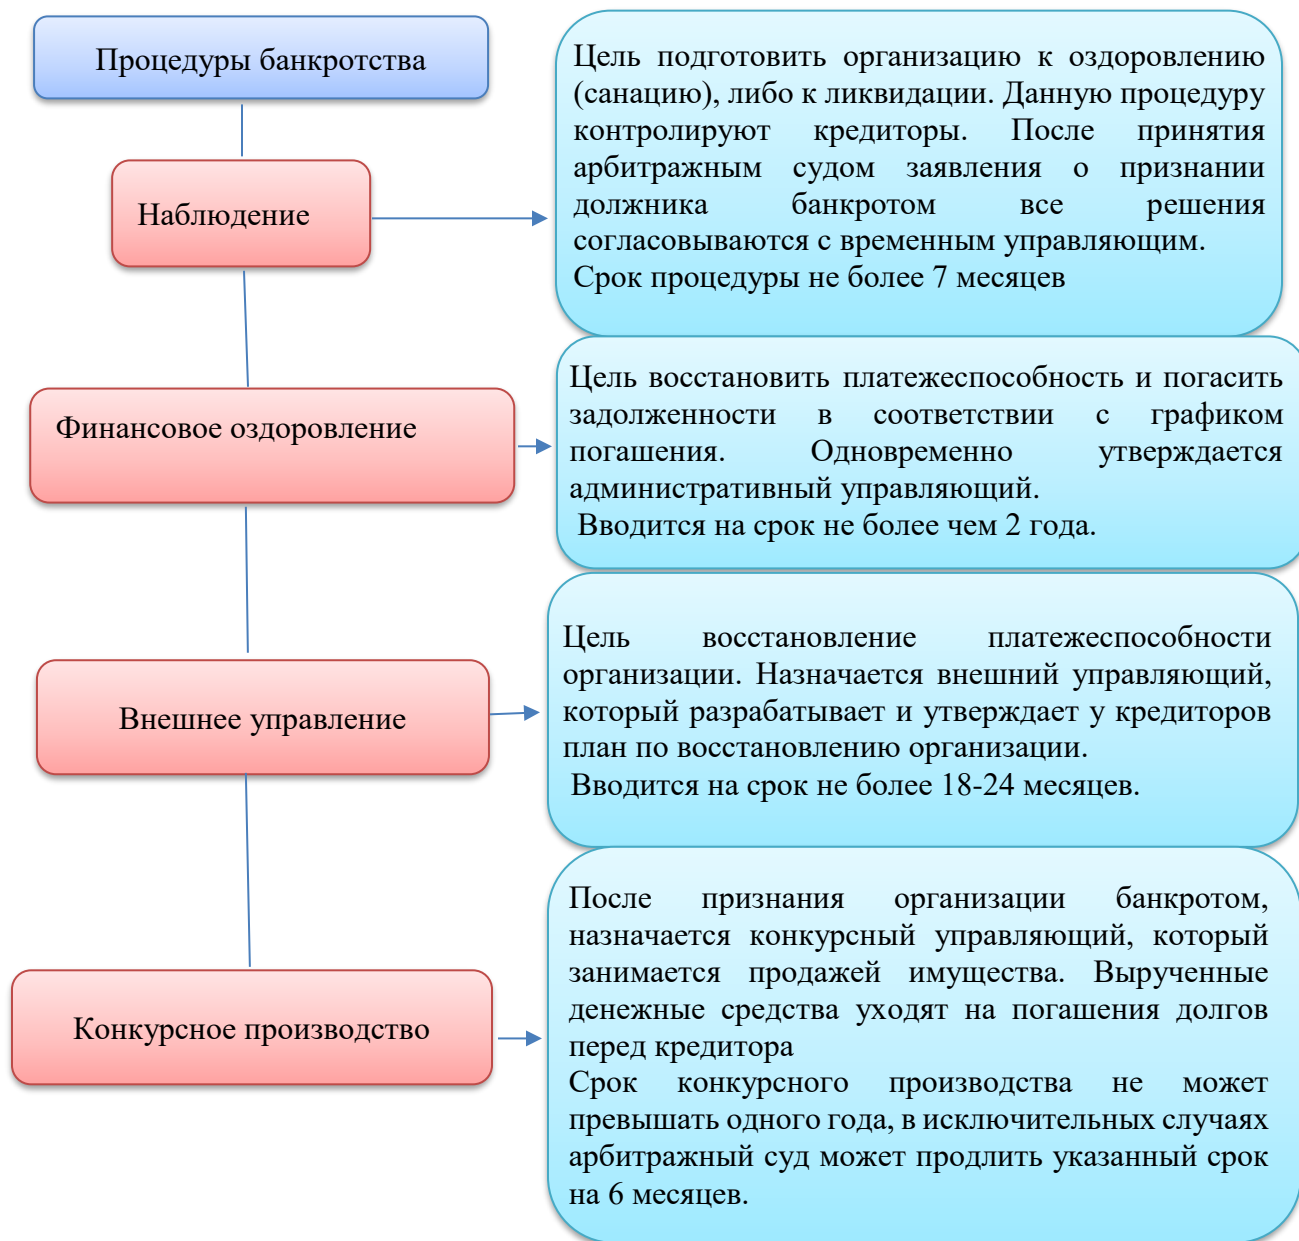 Процедуры банкротства
Цель подготовить организацию к оздоровлению
(санацию), либо к ликвидации. Данную процедуру
контролируют кредиторы. После принятия
арбитражным судом заявления о признании
должника банкротом все решения
согласовываются с временным управляющим.
Срок процедуры не более 7 месяцев
Наблюдение
Цель восстановить платежеспособность и погасить
задолженности в соответствии с графиком
погашения. Одновременно утверждается
административный управляющий.
Вводится на срок не более чем 2 года.
Финансовое оздоровление
Цель восстановление платежеспособности
организации. Назначается внешний управляющий,
который разрабатывает и утверждает у кредиторов
план по восстановлению организации.
Вводится на срок не более 18-24 месяцев.
Внешнее управление
После признания организации банкротом,
назначается конкурсный управляющий, который
занимается продажей имущества. Вырученные
денежные средства уходят на погашения долгов
перед кредитора
Срок конкурсного производства не может
превышать одного года, в исключительных случаях
арбитражный суд может продлить указанный срок
на 6 месяцев.
Конкурсное производство